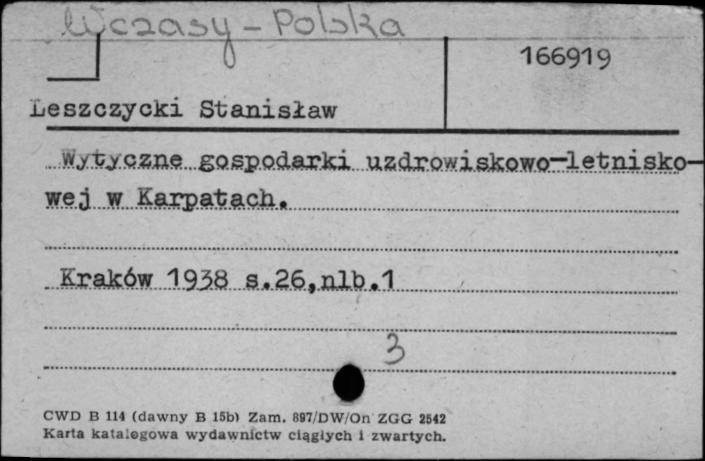 Wczasy - Polska
166919
Leszczycki Stanisław
Wytyczne gospodarki uzdrowiskowo-letnisko-
wej w Karpatach.
Kraków 1938 s.26,nlb.1
3
CWD B 114 (dawny B 15b) Zam. 897/DW/On ZGG 2542
Karta katalogowa wydawnictw ciągłych i zwartych.